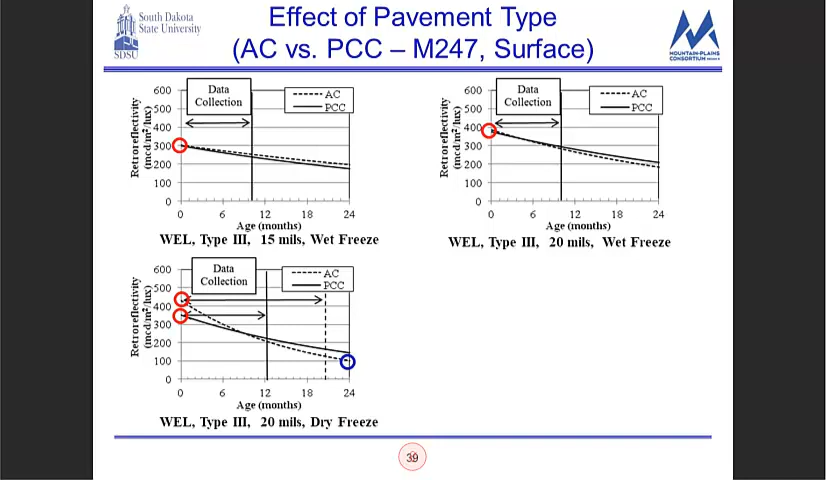 South Dakota
State University
SDSU
Effect of Pavement Type
(AC vs. PCC – M247, Surface)
MOUNTAIN-PLAINS
CONSORTIUM
Data
Collection
AC
PCC
Retroreflectivity
(mcd/m²/lux)
600
500
400
300
200
100
0
0 6 12 18 24
Age (months)
WEL, Type III, 15 mils, Wet Freeze
Data
Collection
AC
PCC
Retroreflectivity
(mcd/m²/lux)
600
500
400
300
200
100
0
0 6 12 18 24
Age (months)
WEL, Type III, 20 mils, Wet Freeze
Data
Collection
AC
PCC
Retroreflectivity
(mcd/m²/lux)
600
500
400
300
200
100
0
0 6 12 18 24
Age (months)
WEL, Type III, 20 mils, Dry Freeze
39